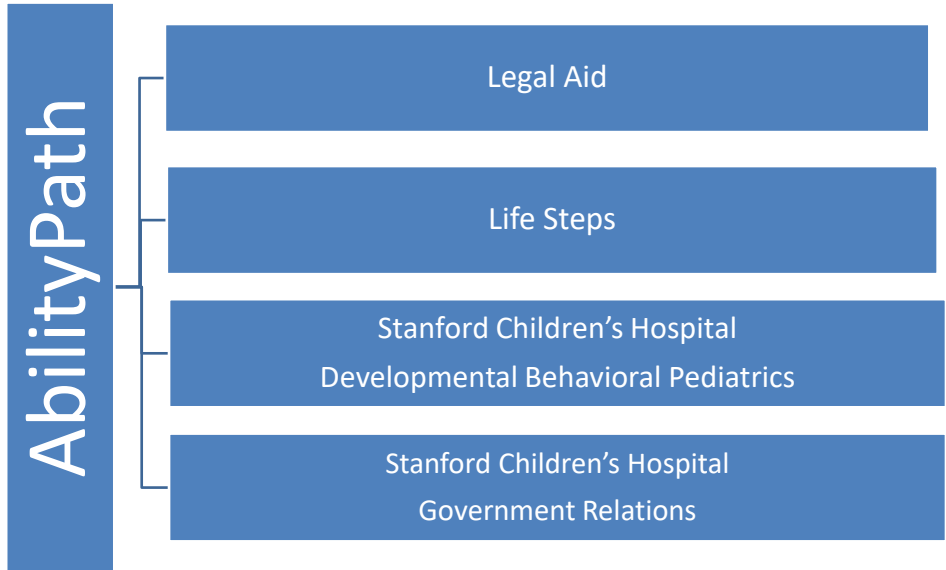 AbilityPath
Legal Aid
Life Steps
Stanford Children’s Hospital
Developmental Behavioral Pediatrics
Stanford Children’s Hospital
Government Relations